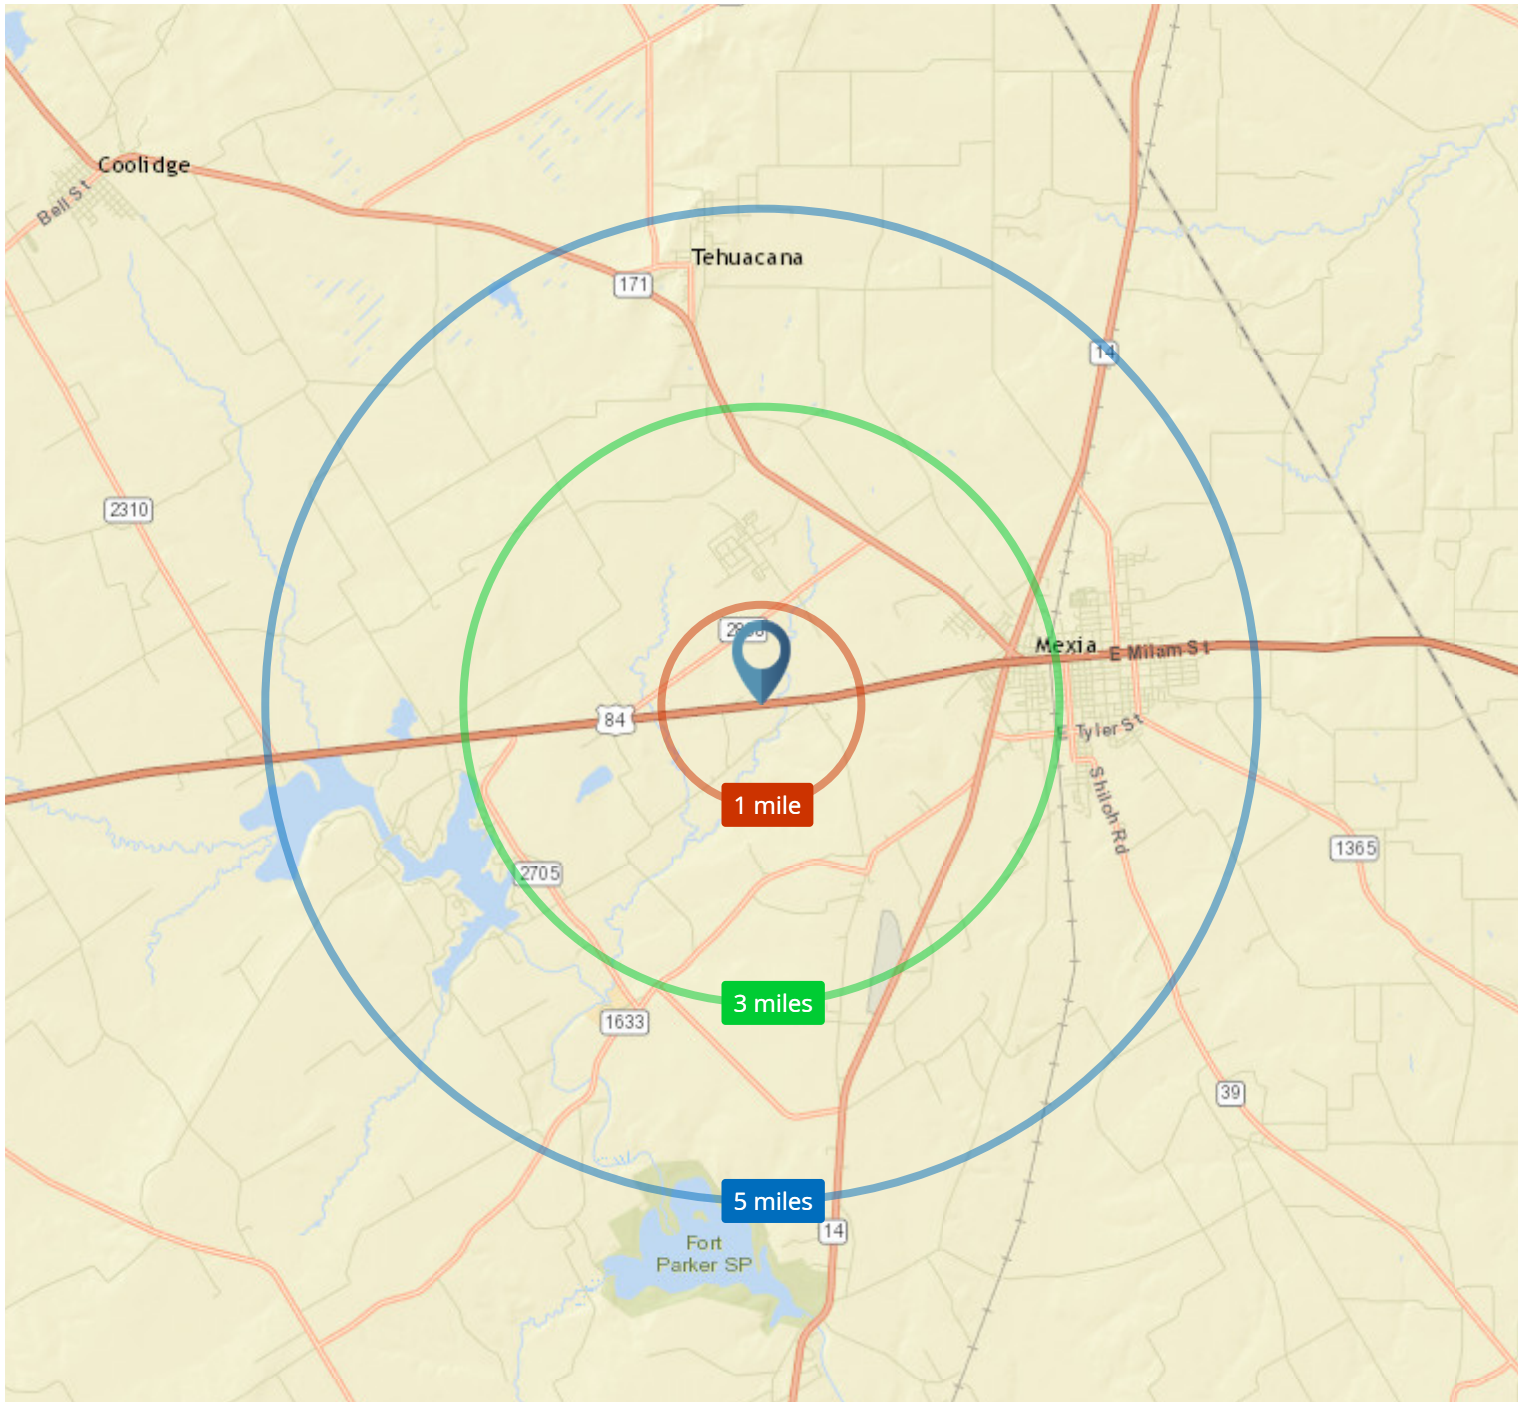 Coolidge
Bell St
Tehuacana
171
14
2310
Mexia
E Milam St
84
E Tyler St
1 mile
Shiloh Rd
1365
2705
3 miles
1633
39
5 miles
14
Fort
Parker SP